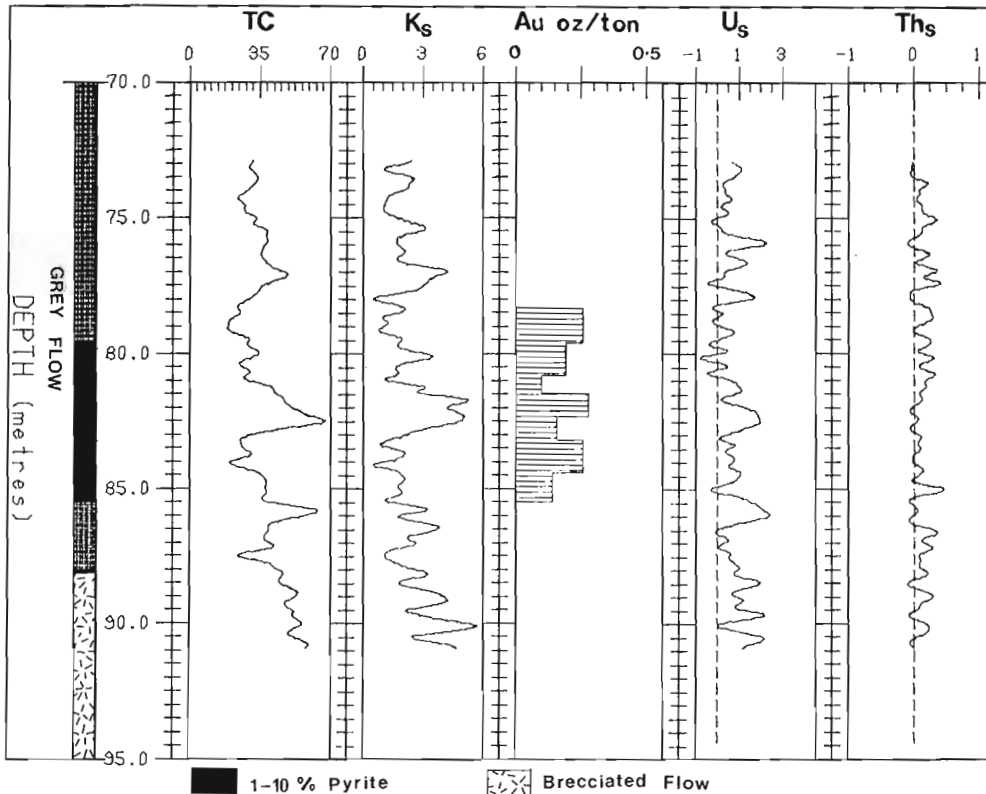 TC Ks Au oz/ton Us Ths
0 35 70 0 3 6 0 0.5 -1 1 3 -1 0 1
70.0
75.0
80.0
85.0
90.0
95.0
GREY FLOW
DEPTH (metres)
1-10 % Pyrite Brecciated Flow